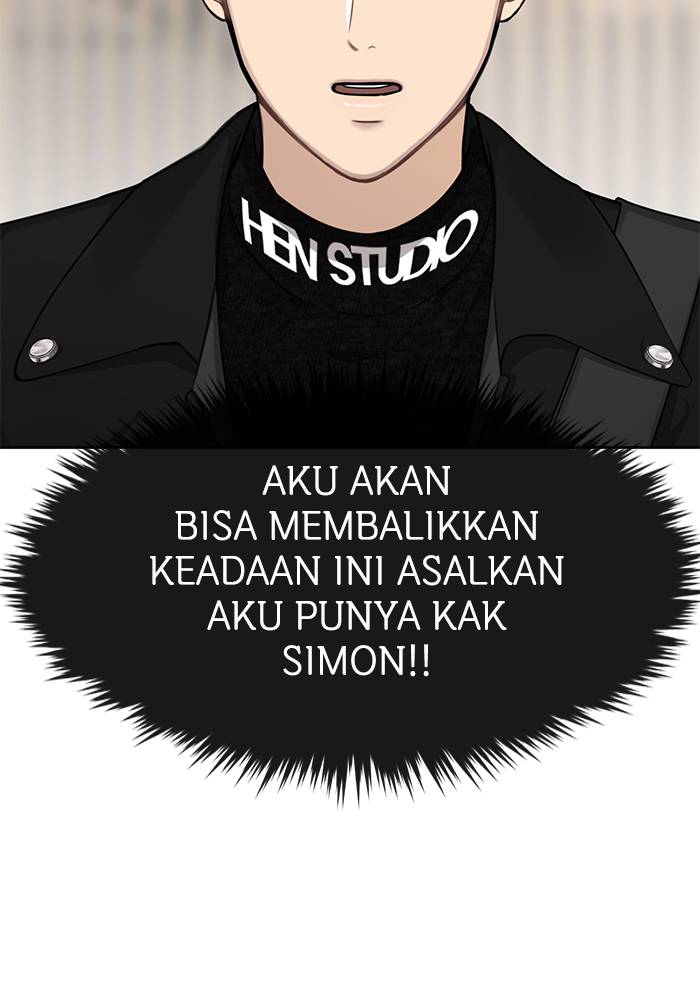 HEN STUDIO
AKU AKAN
BISA MEMBALIKKAN
KEADAAN INI ASALKAN
AKU PUNYA KAK
SIMON!!